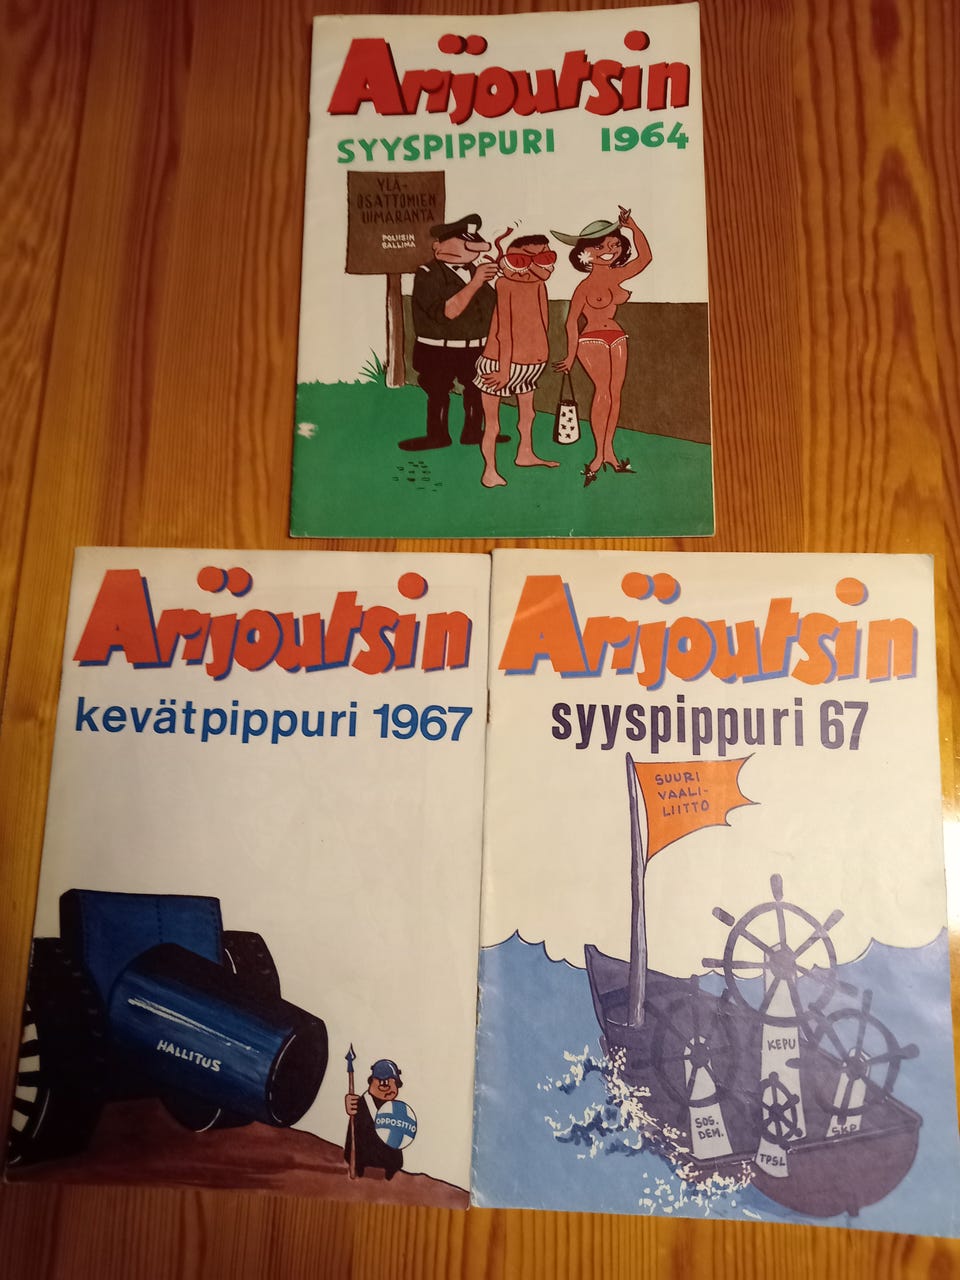 Arijoutsin
SYYSPIPPURI 1964
YLÄ-
OSATTOMIEN
UIMARANTA
POLIISIN
SALLIMA
Arijoutsin
kevätpippuri 1967
HALLITUS
OPPOSITIO
Arijoutsin
syyspippuri 67
SUURI
VAALI-
LIITTO
KEPU
SOS.
DEM.
SKP
TPSL